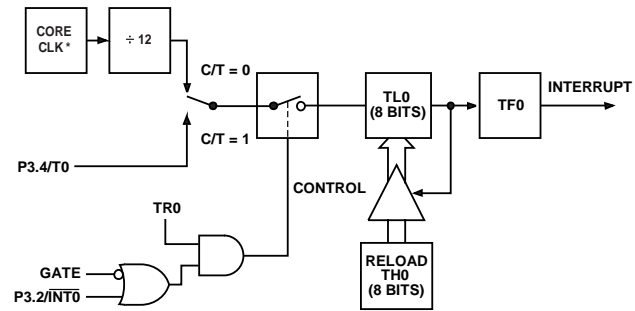 CORE
CLK*
÷ 12
C/T = 0
C/T = 1
P3.4/T0
TL0
(8 BITS)
TF0
INTERRUPT
CONTROL
TR0
GATE
P3.2/INT0
RELOAD
TH0
(8 BITS)